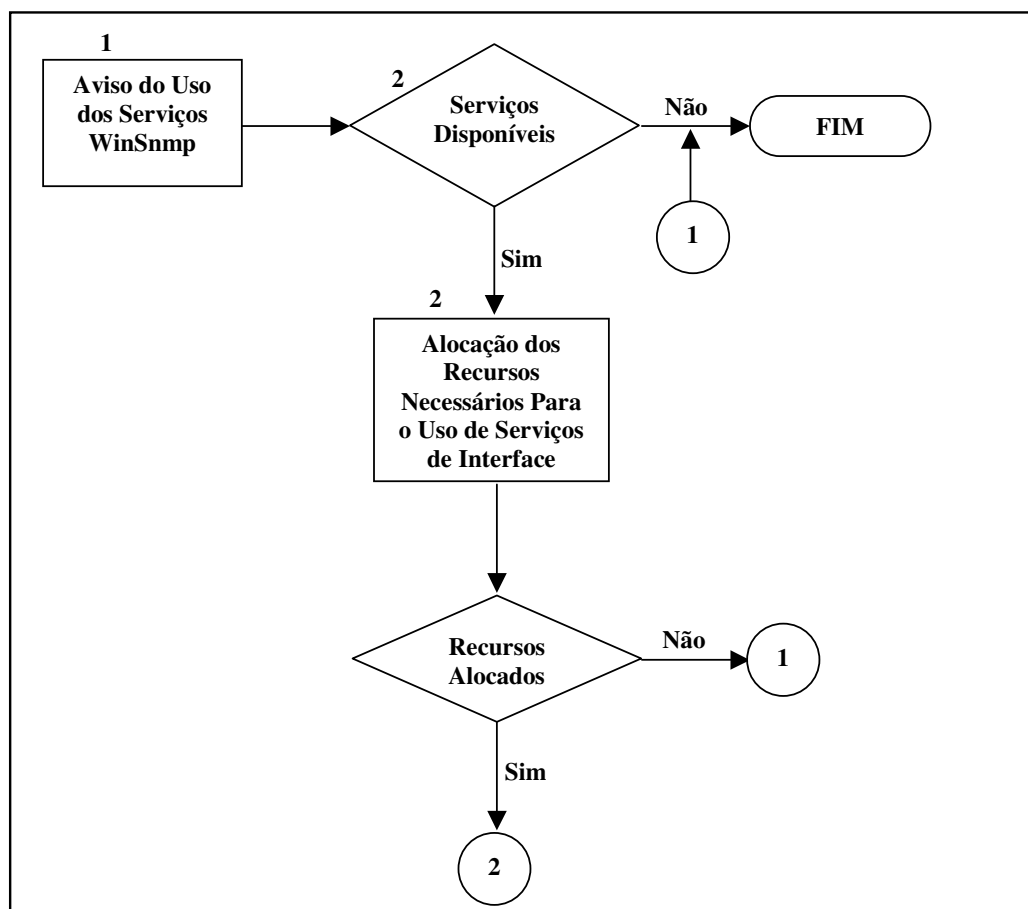 1
Aviso do Uso
dos Serviços
WinSnmp
2
Serviços
Disponíveis
Não
FIM
1
Sim
2
Alocação dos
Recursos
Necessários Para
o Uso de Serviços
de Interface
Recursos
Alocados
Não
1
Sim
2